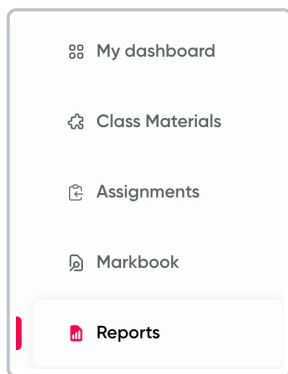 My dashboard
Class Materials
Assignments
Markbook
Reports